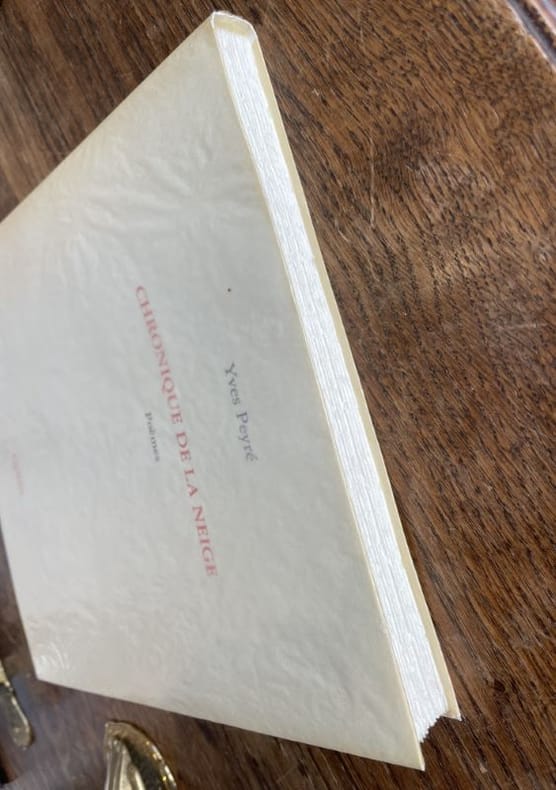 Yves Peyré
CHRONIQUE DE LA NEIGE
Poèmes